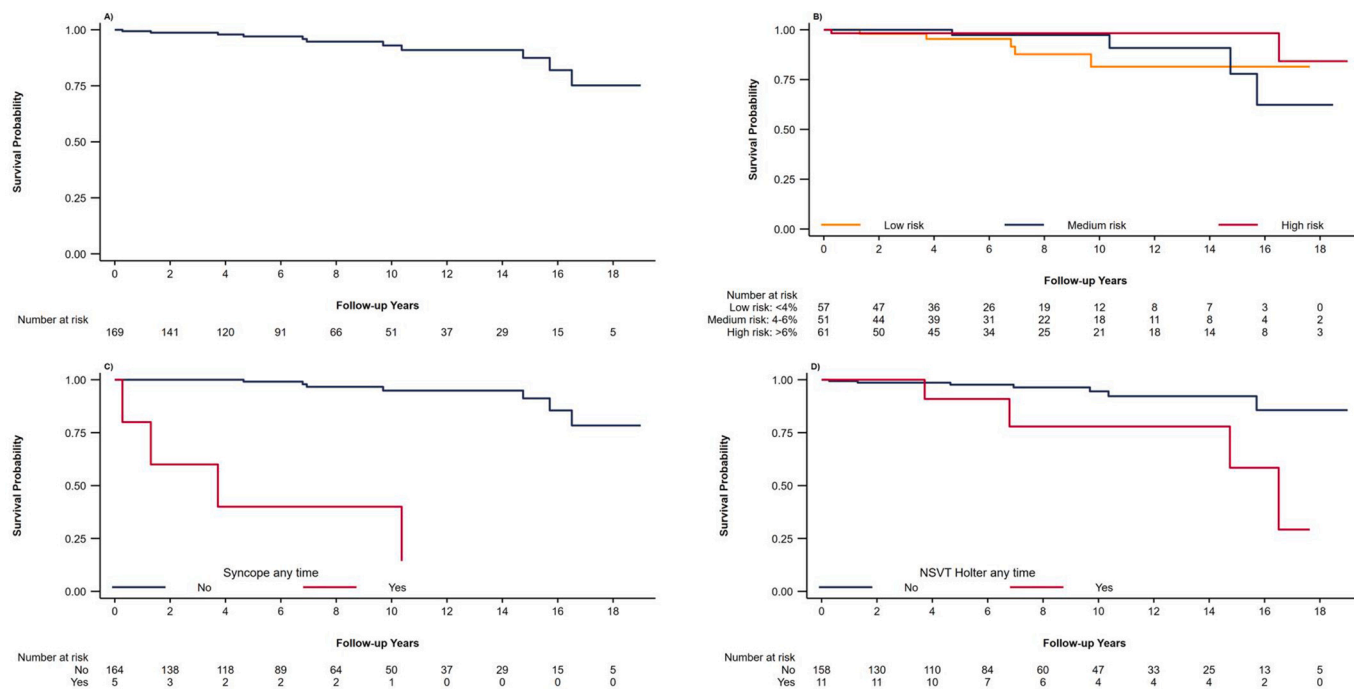 A)
Survival Probability
1.00
0.75
0.50
0.25
0.00
0 2 4 6 8 10 12 14 16 18
Follow-up Years
Number at risk
169 141 120 91 66 51 37 29 15 5
B)
Survival Probability
1.00
0.75
0.50
0.25
0.00
Low risk Medium risk High risk
0 2 4 6 8 10 12 14 16 18
Follow-up Years
Number at risk
Low risk: <4% 57 47 36 26 19 12 8 7 3 0
Medium risk: 4-6% 51 44 39 31 22 18 11 8 4 2
High risk: >6% 61 50 45 34 25 21 18 14 8 3
C)
Survival Probability
1.00
0.75
0.50
0.25
0.00
Syncope any time
No Yes
0 2 4 6 8 10 12 14 16 18
Follow-up Years
Number at risk
No 164 138 118 89 64 50 37 29 15 5
Yes 5 3 2 2 2 1 0 0 0 0
D)
Survival Probability
1.00
0.75
0.50
0.25
0.00
NSVT Holter any time
No Yes
0 2 4 6 8 10 12 14 16 18
Follow-up Years
Number at risk
No 158 130 110 84 60 47 33 25 13 5
Yes 11 11 10 7 6 4 4 4 2 0